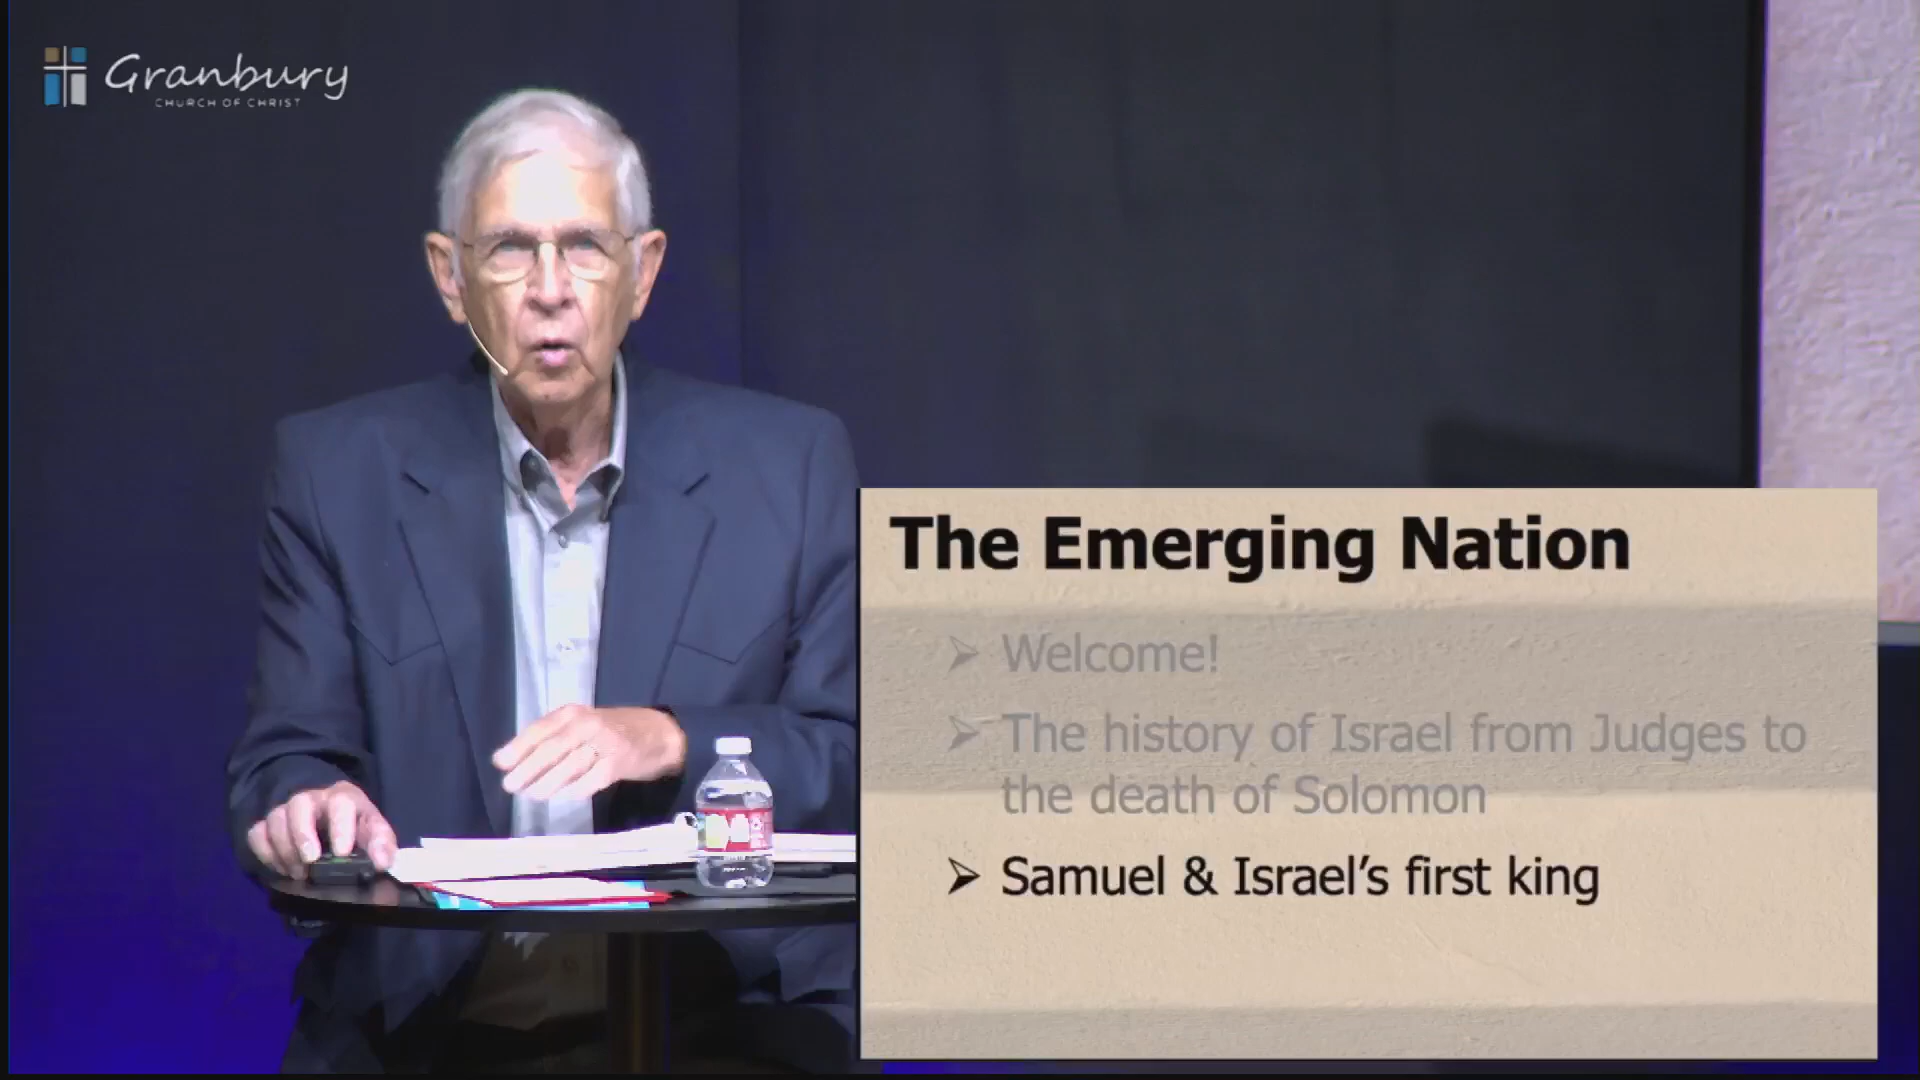 Granbury
CHURCH OF CHRIST
The Emerging Nation
➢ Welcome!
➢ The history of Israel from Judges to
the death of Solomon
➢ Samuel & Israel's first king